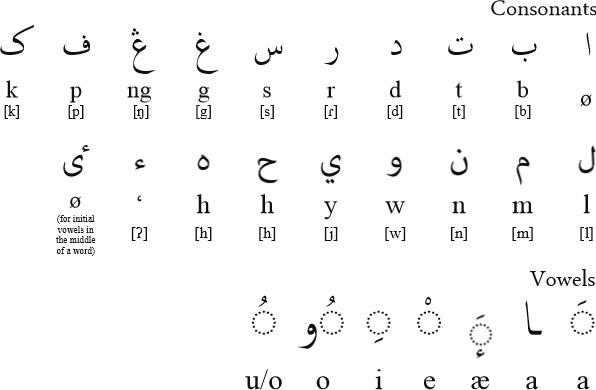 Consonants
ا ب ت د ر س غ ڠ ف ک
k p ng g s r d t b ø
[k] [p] [ŋ] [g] [s] [ɾ] [d] [t] [b]
ل م ن و ي ح ه ء ئ
ø ʿ h h y w n m l
(for initial
vowels in
the middle
of a word)
[ʔ] [h] [h] [j] [w] [n] [m] [l]
Vowels
◌َ ـا ◌َٕ ◌ْ ◌ِ ◌ُو ◌ُ
u/o o i e æ a a